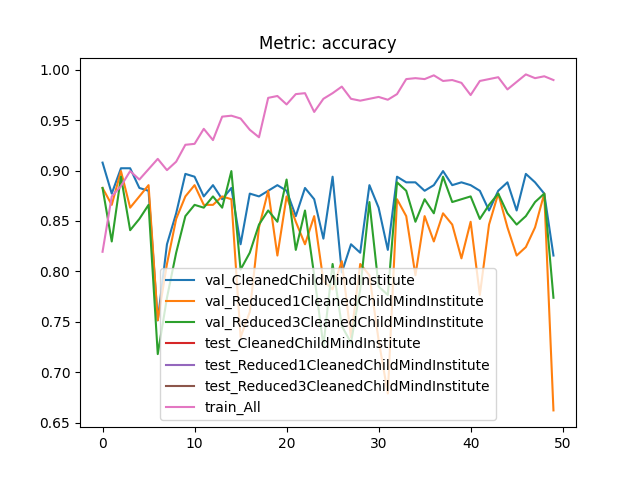 Metric: accuracy
1.00
0.95
0.90
0.85
0.80
0.75
0.70
0.65
val_CleanedChildMindInstitute
val_Reduced1CleanedChildMindInstitute
val_Reduced3CleanedChildMindInstitute
test_CleanedChildMindInstitute
test_Reduced1CleanedChildMindInstitute
test_Reduced3CleanedChildMindInstitute
train_All
0 10 20 30 40 50